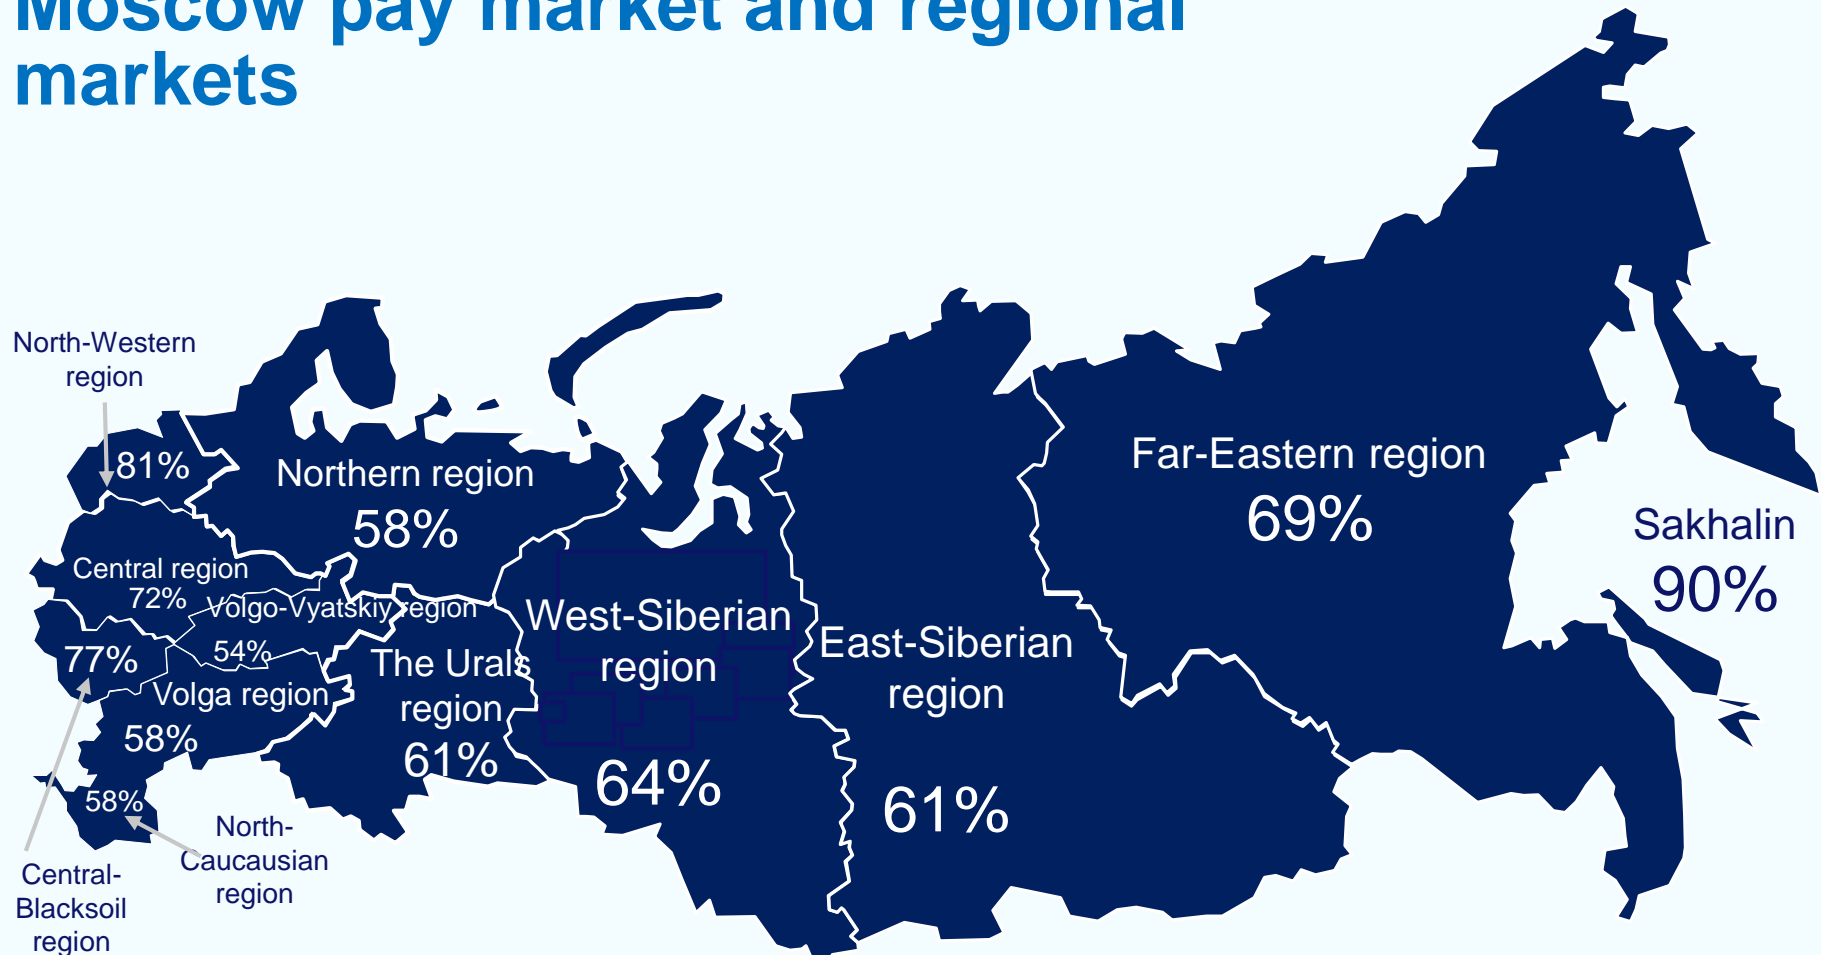 Moscow pay market and regional
markets
North-Western
region
81%
Northern region
58%
Far-Eastern region
69%
Sakhalin
90%
Central region
72%
Volgo-Vyatskiy region
54%
77%
Volga region
58%
The Urals
region
61%
West-Siberian
region
64%
East-Siberian
region
61%
58%
North-
Caucausian
region
Central-
Blacksoil
region